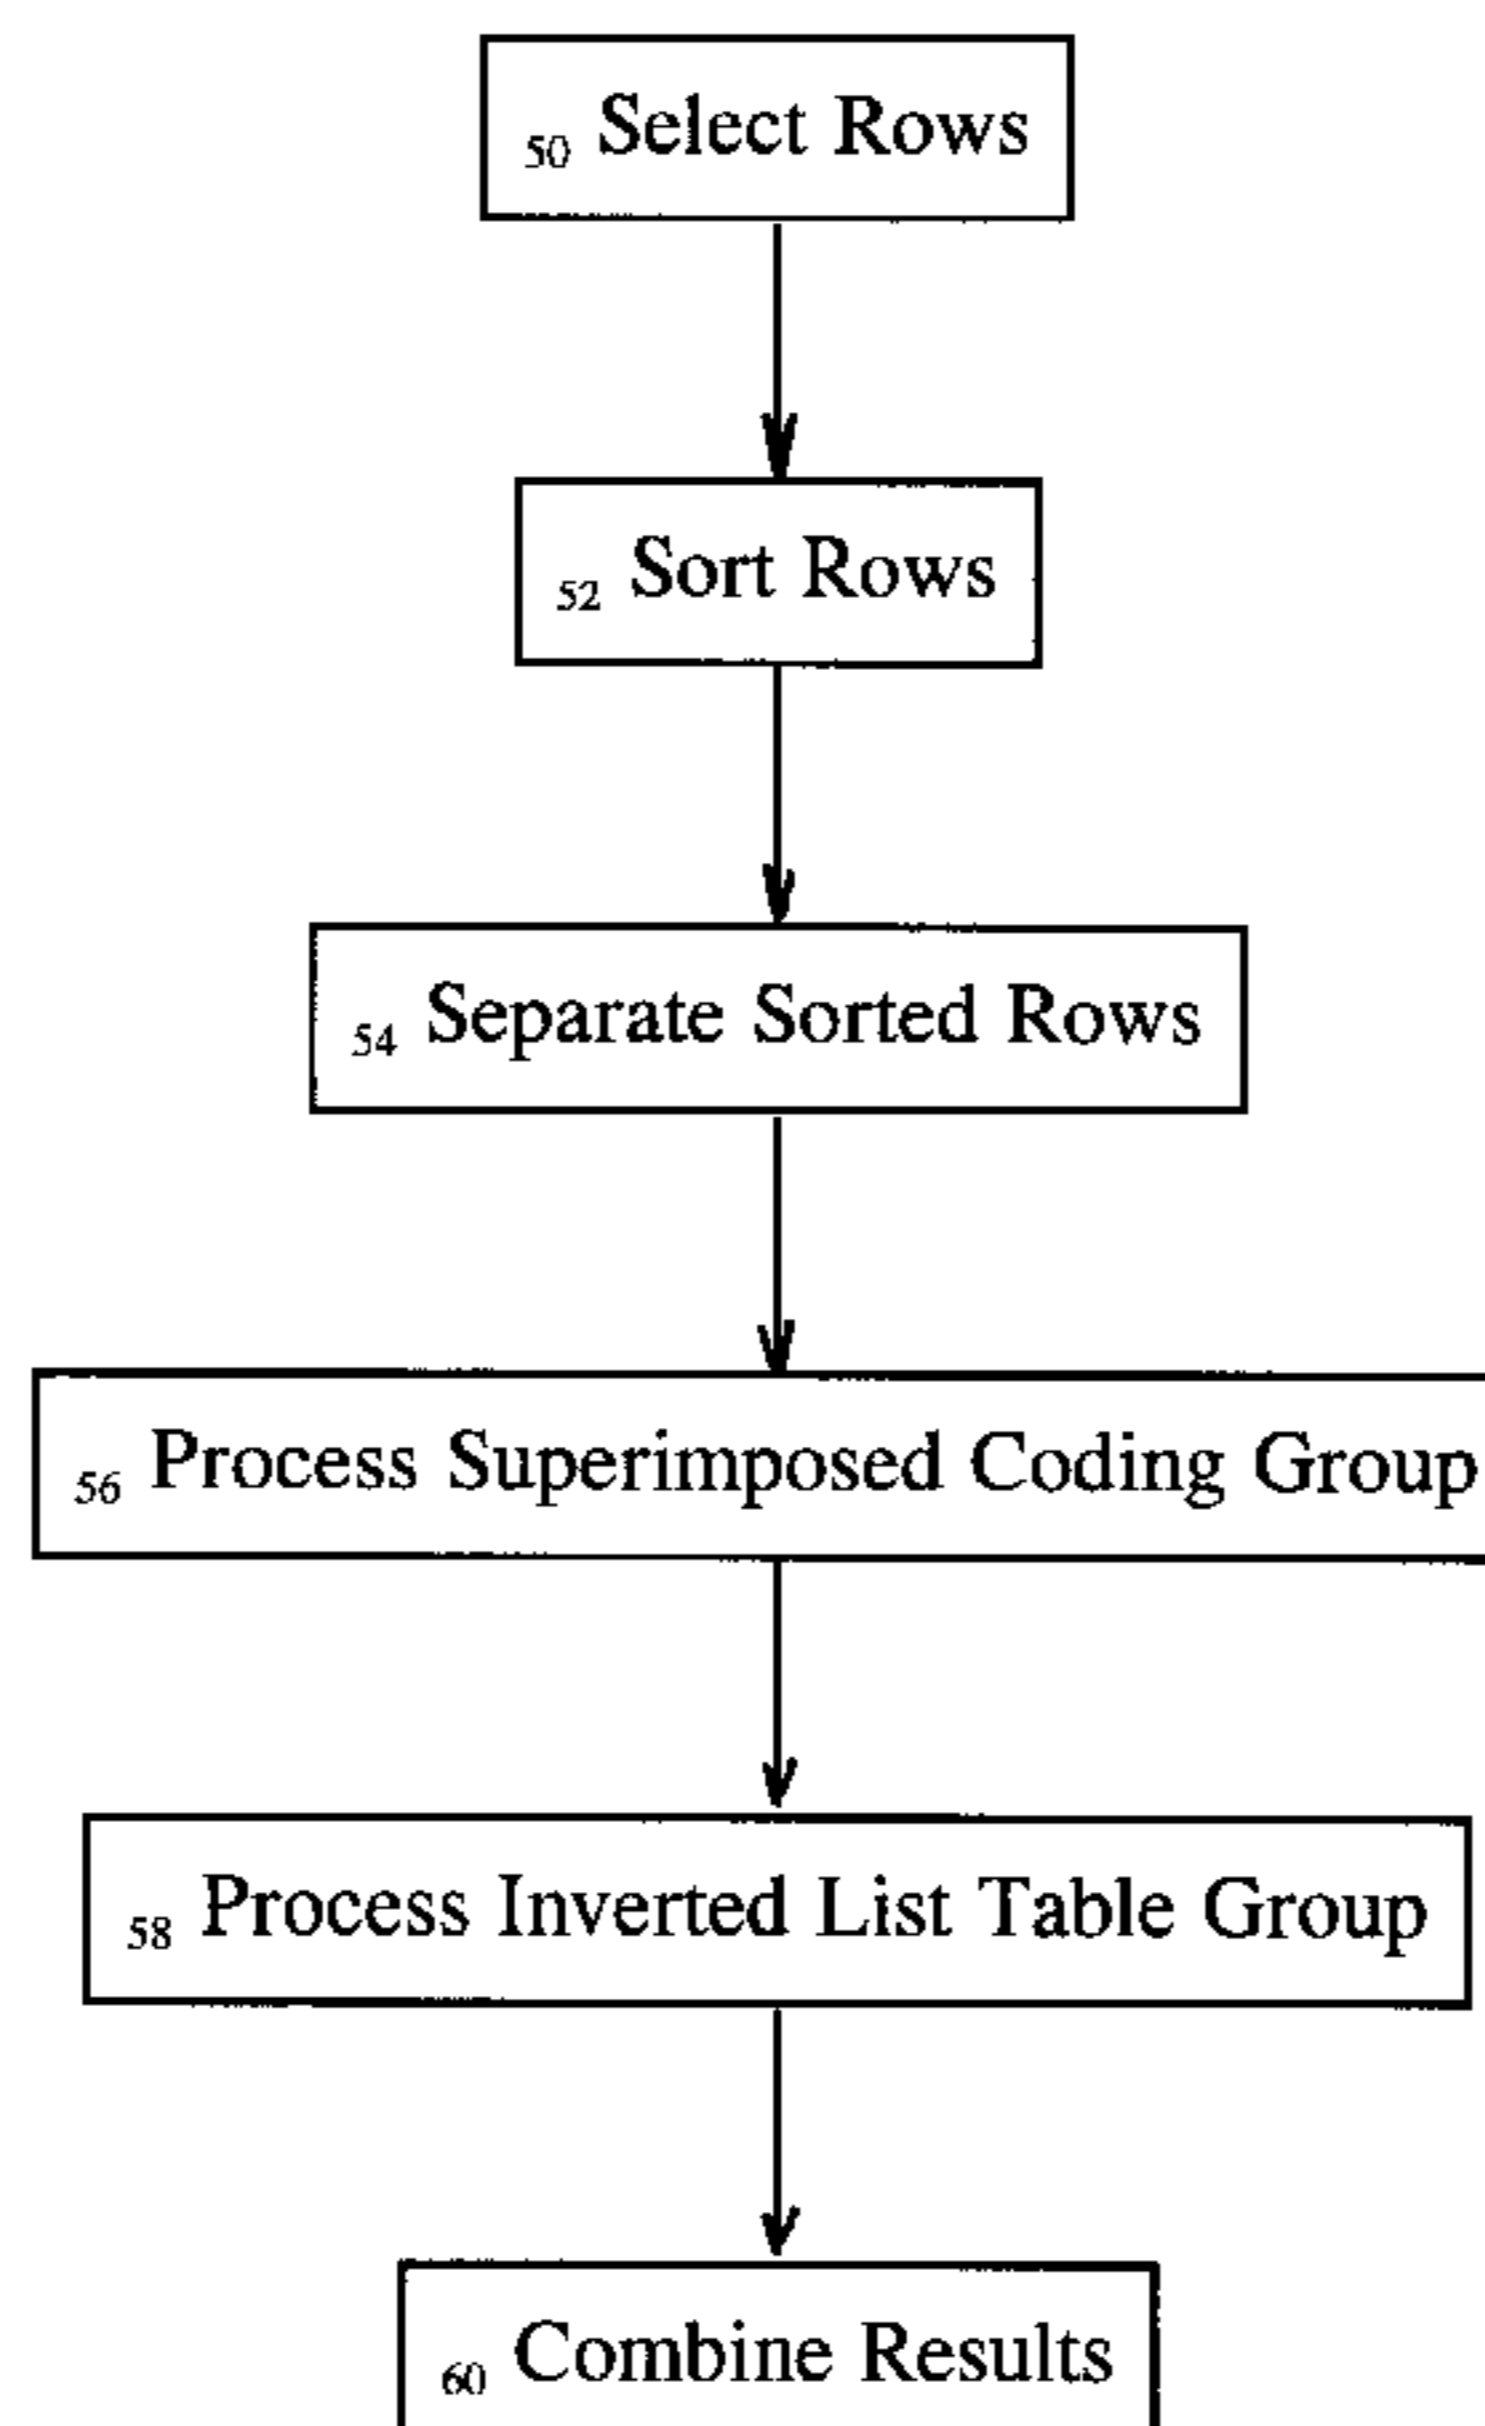 50 Select Rows
52 Sort Rows
54 Separate Sorted Rows
56 Process Superimposed Coding Group
58 Process Inverted List Table Group
60 Combine Results